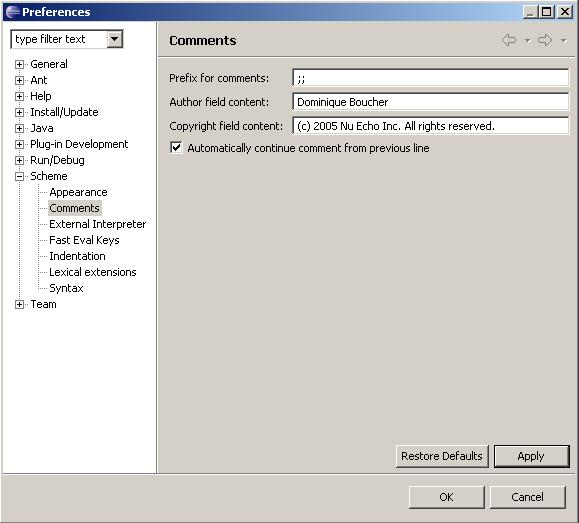 Preferences
type filter text
General
Ant
Help
Install/Update
Java
Plug-in Development
Run/Debug
Scheme
Appearance
Comments
External Interpreter
Fast Eval Keys
Indentation
Lexical extensions
Syntax
Team
Comments
Prefix for comments: ;;
Author field content: Dominique Boucher
Copyright field content: (c) 2005 Nu Echo Inc. All rights reserved.
Automatically continue comment from previous line
Restore Defaults Apply
OK Cancel